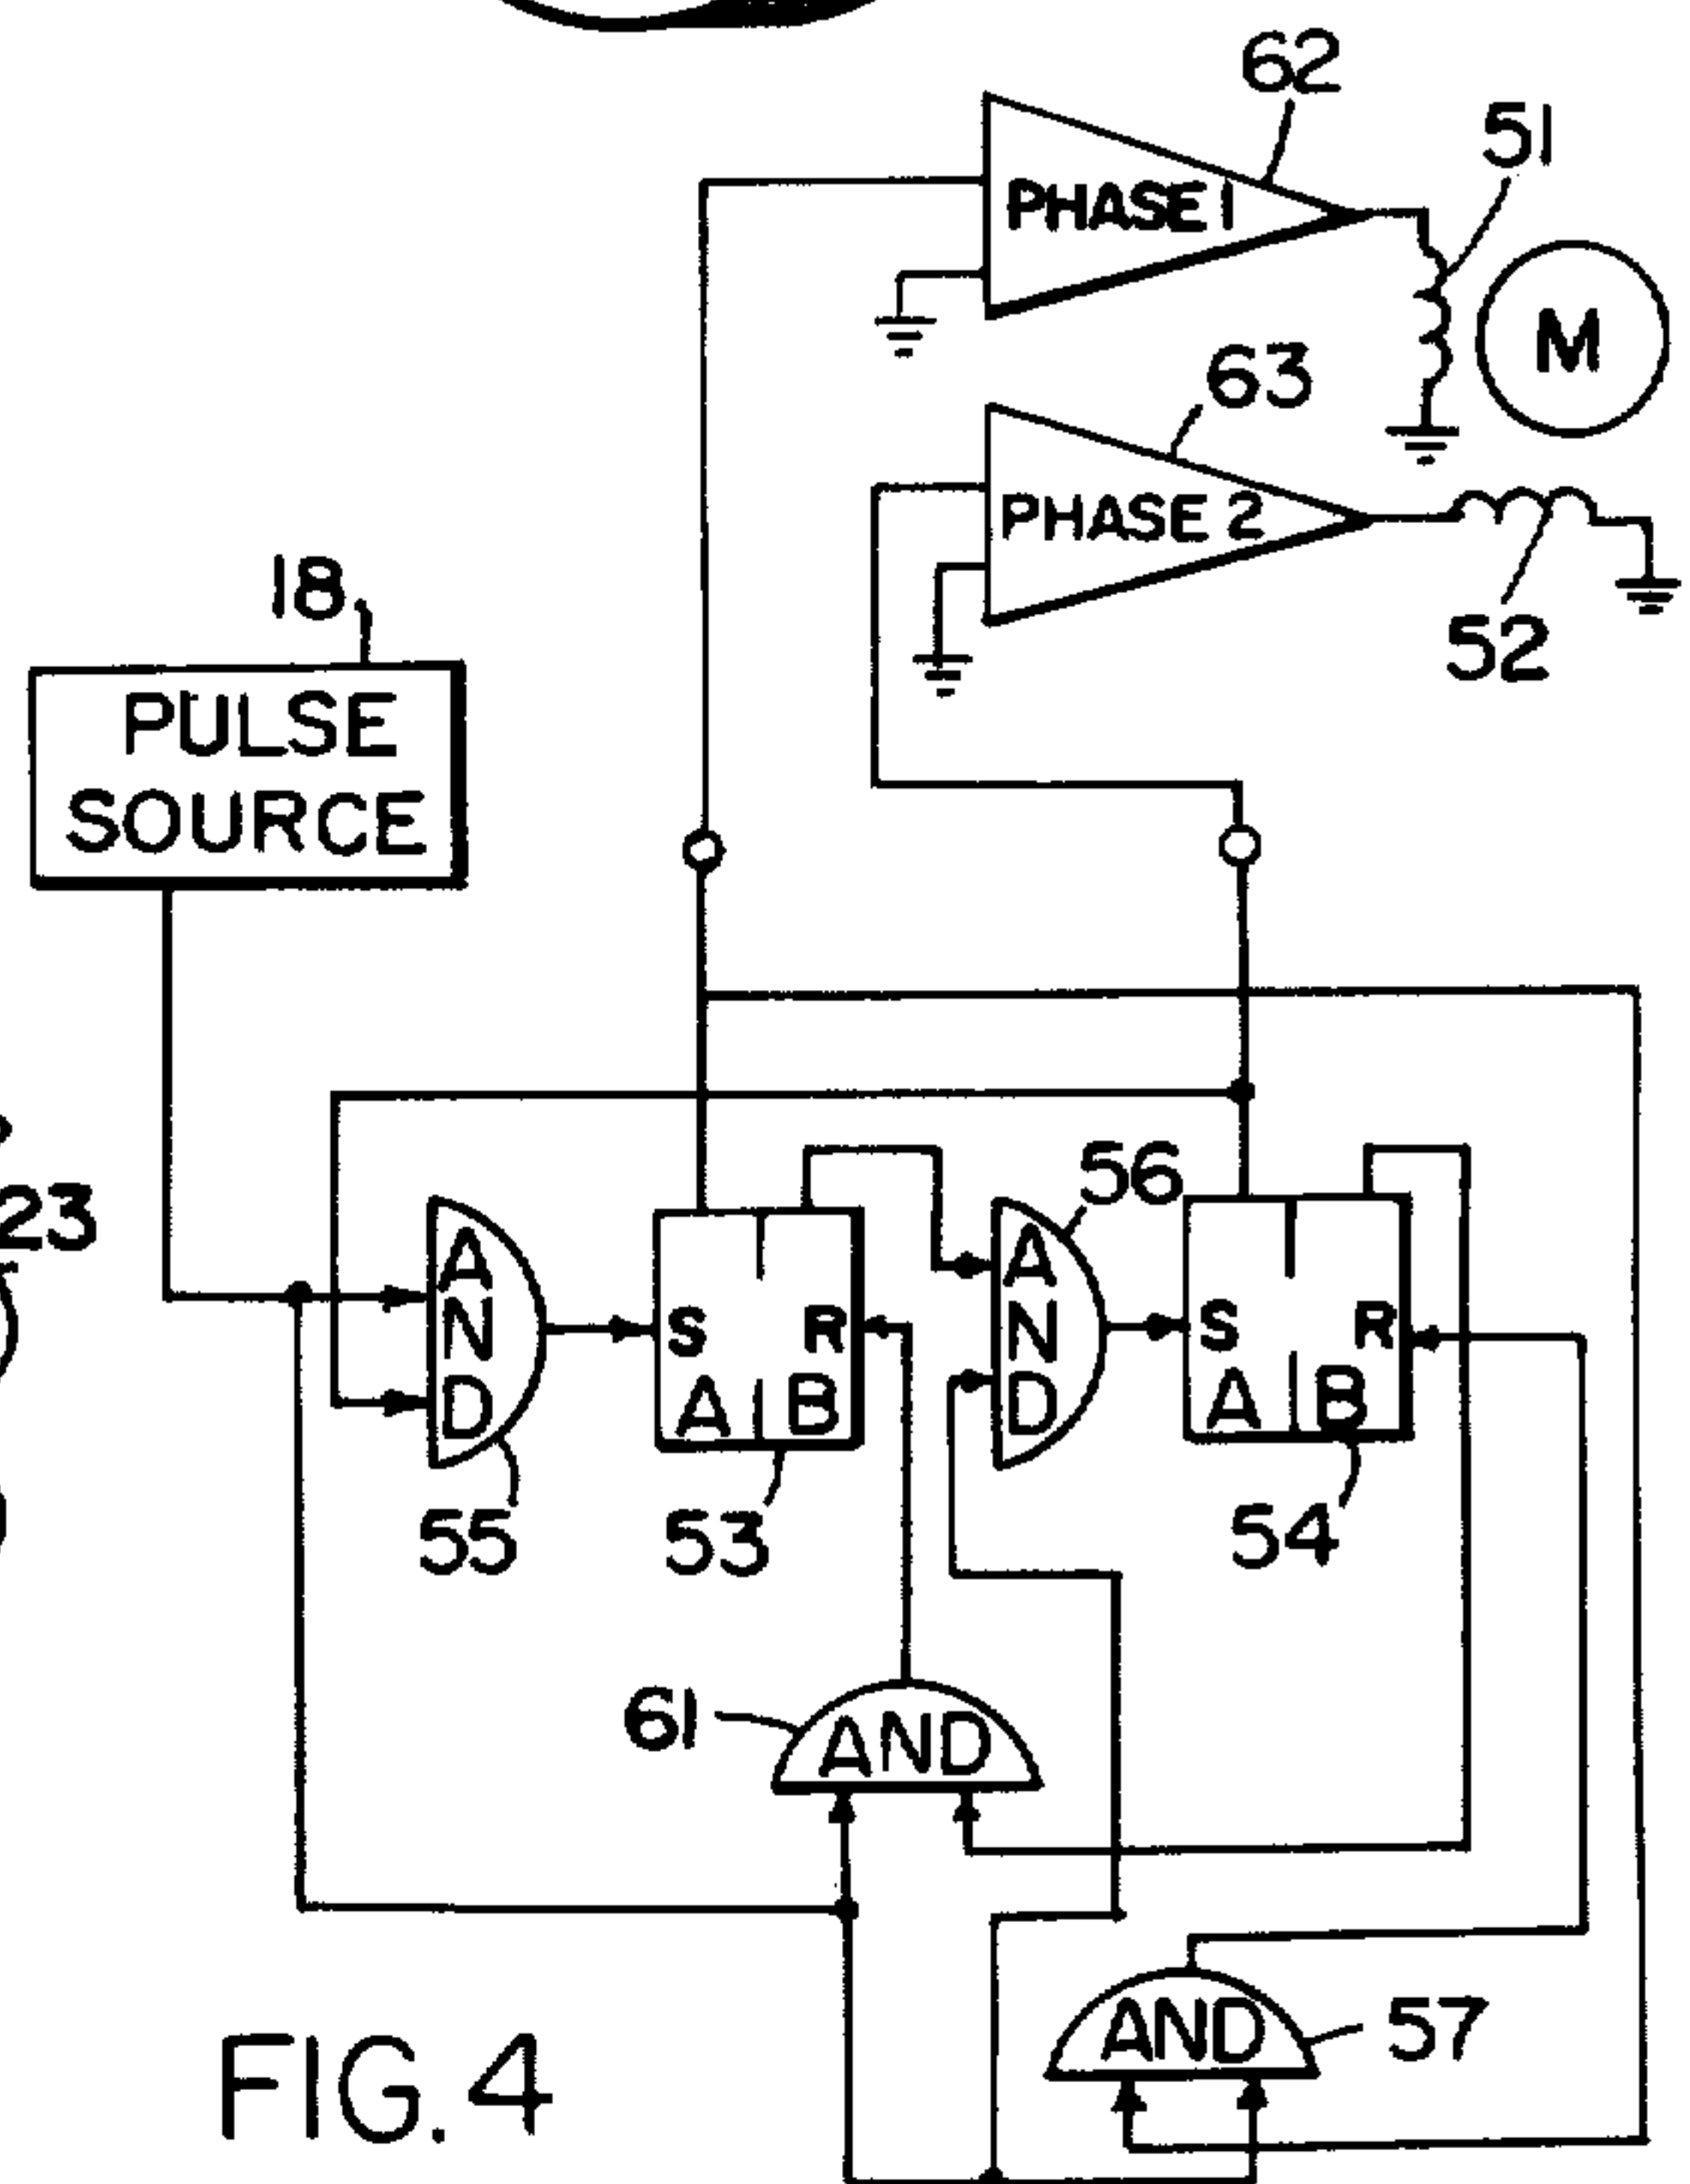 62
51
PHASE 1
M
63
PHASE 2
52
18
PULSE
SOURCE
23
56
AND
S R
A B
AND
S R
A B
55
53
54
61
AND
AND
57
FIG. 4